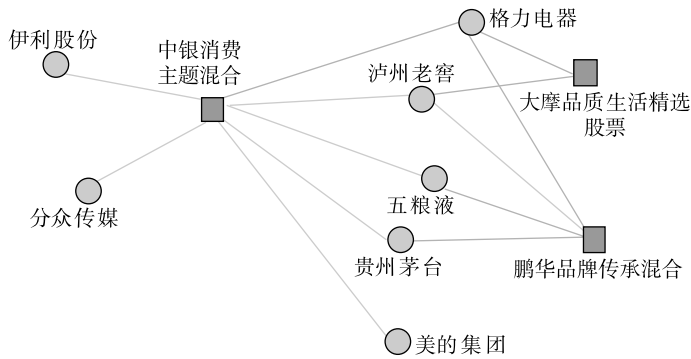 格力电器
伊利股份
中银消费
主题混合
泸州老窖
大摩品质生活精选
股票
五粮液
分众传媒
贵州茅台
鹏华品牌传承混合
美的集团